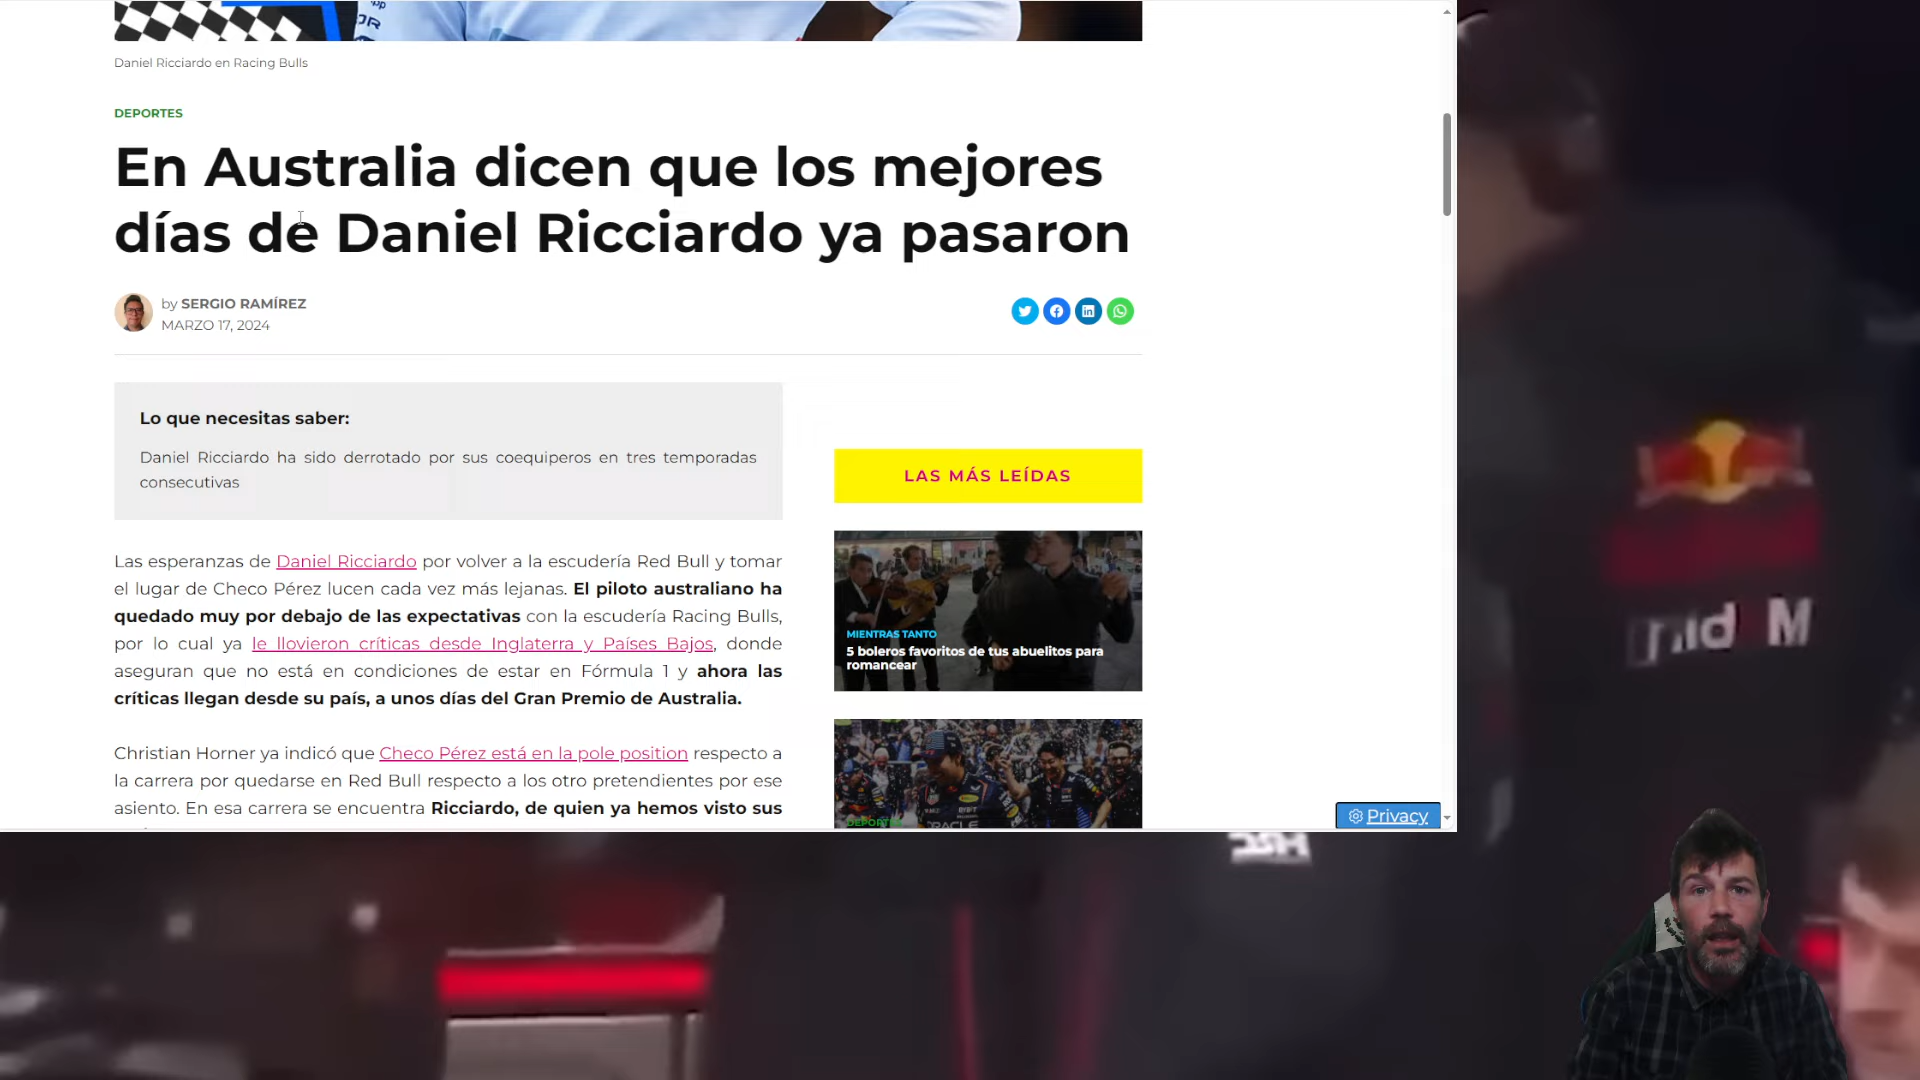 Daniel Ricciardo en Racing Bulls
DEPORTES
En Australia dicen que los mejores
días de Daniel Ricciardo ya pasaron
by SERGIO RAMÍREZ
MARZO 17, 2024
Lo que necesitas saber:
Daniel Ricciardo ha sido derrotado por sus coequiperos en tres temporadas
consecutivas
LAS MÁS LEÍDAS
Las esperanzas de Daniel Ricciardo por volver a la escudería Red Bull y tomar
el lugar de Checo Pérez lucen cada vez más lejanas. El piloto australiano ha
quedado muy por debajo de las expectativas con la escudería Racing Bulls,
por lo cual ya le llovieron críticas desde Inglaterra y Países Bajos, donde
aseguran que no está en condiciones de estar en Fórmula 1 y ahora las
críticas llegan desde su país, a unos días del Gran Premio de Australia.
MIENTRAS TANTO
5 boleros favoritos de tus abuelitos para
romancear
Christian Horner ya indicó que Checo Pérez está en la pole position respecto a
la carrera por quedarse en Red Bull respecto a los otro pretendientes por ese
asiento. En esa carrera se encuentra Ricciardo, de quien ya hemos visto sus
DEPORTES
ORACLE
Privacy